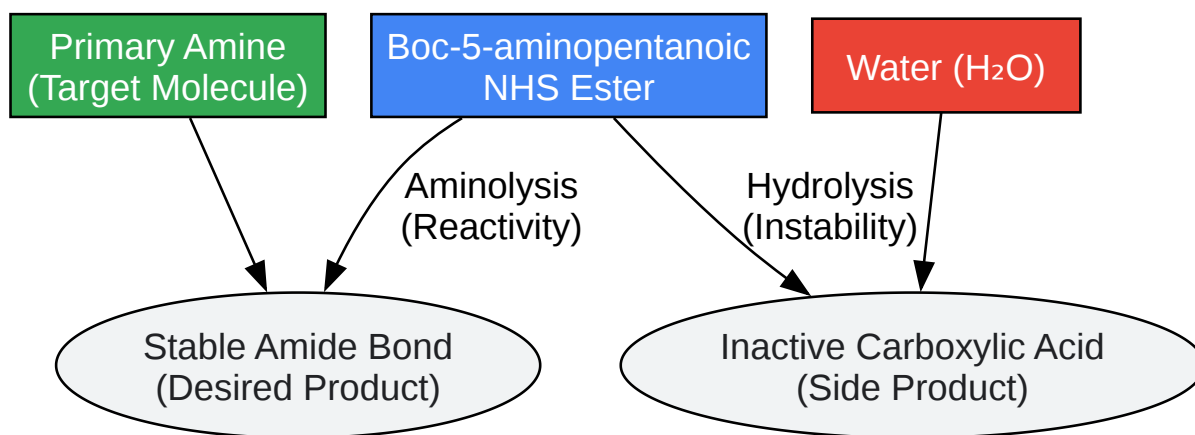 Primary Amine
(Target Molecule)
Boc-5-aminopentanoic
NHS Ester
Water (H₂O)
Aminolysis
(Reactivity)
Hydrolysis
(Instability)
Stable Amide Bond
(Desired Product)
Inactive Carboxylic Acid
(Side Product)